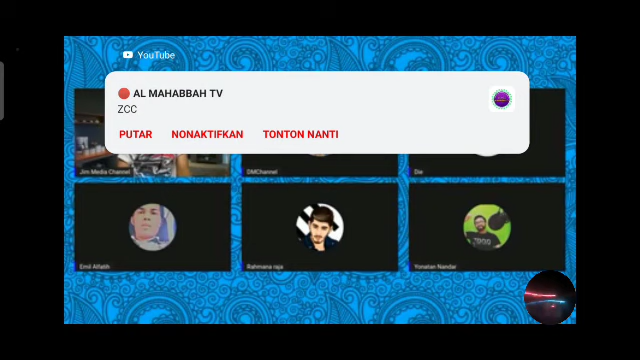 YouTube
AL MAHABBAH TV
ZCC
PUTAR NONAKTIFKAN TONTON NANTI
Jim Media Channel
DMChannel
Die
Emil Alfatih
Rahmana raja
Yonatan Nandar